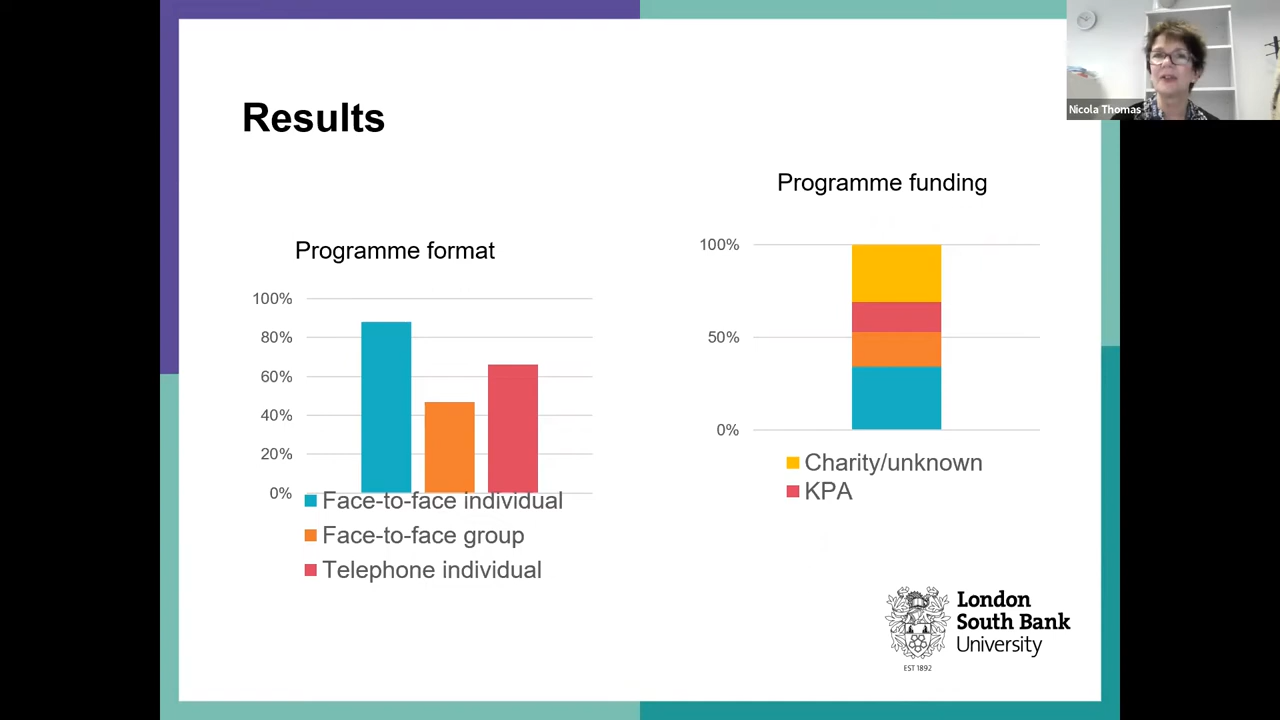 Nicola Thomas
Results
Programme funding
100%
50%
0%
Charity/unknown
KPA
Programme format
100%
80%
60%
40%
20%
0%
Face-to-face individual
Face-to-face group
Telephone individual
London
South Bank
University
EST 1892